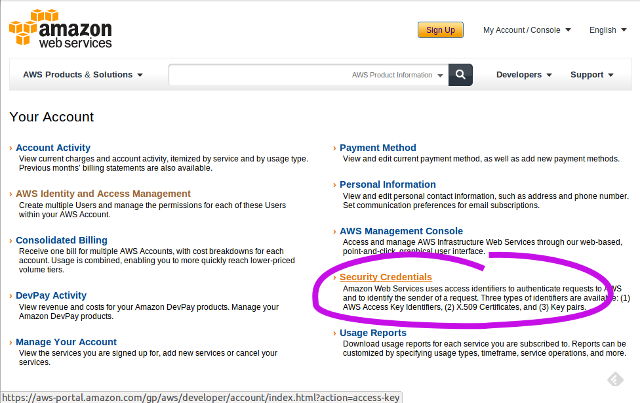 amazon
web services
Sign Up
My Account / Console
English
AWS Products & Solutions
AWS Product Information
Developers
Support
Your Account
Account Activity
View current charges and account activity, itemized by service and by usage type.
Previous months' billing statements are also available.
AWS Identity and Access Management
Create multiple Users and manage the permissions for each of these Users
within your AWS Account.
Consolidated Billing
Receive one bill for multiple AWS Accounts, with cost breakdowns for each
account. Usage is combined, enabling you to more quickly reach lower-priced
volume tiers.
DevPay Activity
View revenue and costs for your Amazon DevPay products. Manage your
Amazon DevPay products.
Manage Your Account
View the services you are signed up for, add new services or cancel your
services.
Payment Method
View and edit current payment method, as well as add new payment methods.
Personal Information
View and edit personal contact information, such as address and phone number.
Set communication preferences for email subscriptions.
AWS Management Console
Access and manage AWS Infrastructure Web Services through our web-based,
point-and-click, graphical user interface.
Security Credentials
Amazon Web Services uses access identifiers to authenticate requests to AWS
and to identify the sender of a request. Three types of identifiers are available: (1)
AWS Access Key Identifiers, (2) X.509 Certificates, and (3) Key pairs.
Usage Reports
Download usage reports for each service you are subscribed to. Reports can be
customized by specifying usage types, timeframe, service operations, and more.
https://aws-portal.amazon.com/gp/aws/developer/account/index.html?action=access-key